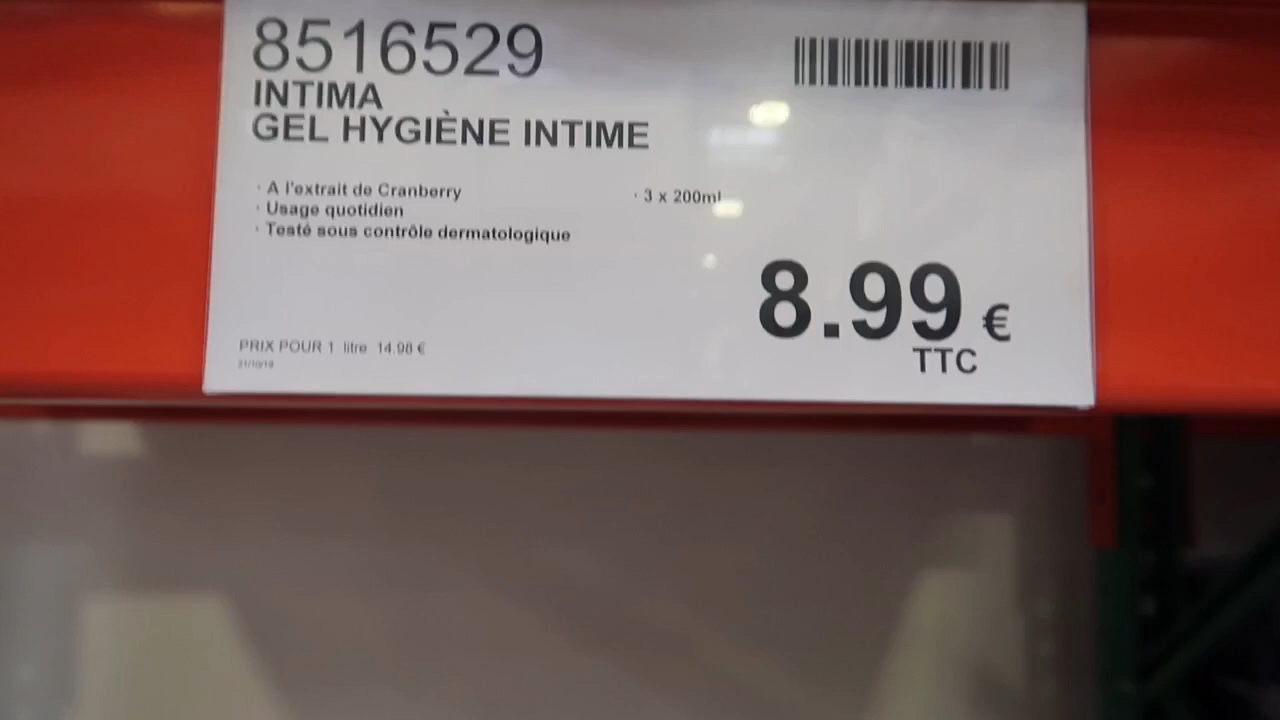 8516529
INTIMA
GEL HYGIÈNE INTIME
· A l'extrait de Cranberry
· 3 x 200ml
· Usage quotidien
· Testé sous contrôle dermatologique
8.99 €
TTC
PRIX POUR 1 litre 14.98 €